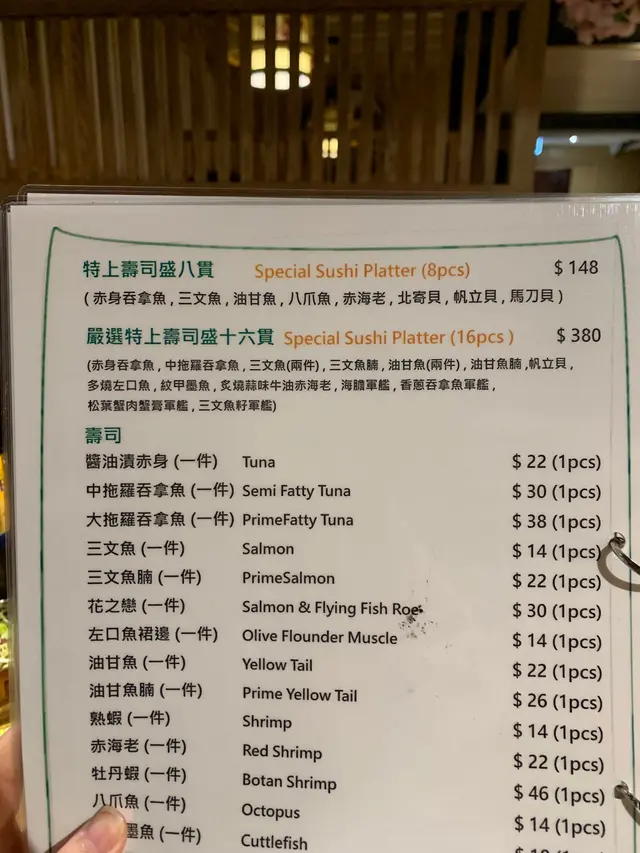 特上壽司盛八貫 Special Sushi Platter (8pcs) $ 148
( 赤身吞拿魚 , 三文魚 , 油甘魚 , 八爪魚 , 赤海老 , 北寄貝 , 帆立貝 , 馬刀貝 )
嚴選特上壽司盛十六貫 Special Sushi Platter (16pcs ) $ 380
(赤身吞拿魚 , 中拖羅吞拿魚 , 三文魚(兩件) , 三文魚腩 , 油甘魚(兩件) , 油甘魚腩 ,帆立貝 ,
多燒左口魚 , 紋甲墨魚 , 炙燒蒜味牛油赤海老 , 海膽軍艦 , 香蔥吞拿魚軍艦 ,
松葉蟹肉蟹膏軍艦 , 三文魚籽軍艦)
壽司
醬油漬赤身 (一件) Tuna $ 22 (1pcs)
中拖羅吞拿魚 (一件) Semi Fatty Tuna $ 30 (1pcs)
大拖羅吞拿魚 (一件) PrimeFatty Tuna $ 38 (1pcs)
三文魚 (一件) Salmon $ 14 (1pcs)
三文魚腩 (一件) PrimeSalmon $ 22 (1pcs)
花之戀 (一件) Salmon & Flying Fish Roe $ 30 (1pcs)
左口魚裙邊 (一件) Olive Flounder Muscle $ 14 (1pcs)
油甘魚 (一件) Yellow Tail $ 22 (1pcs)
油甘魚腩 (一件) Prime Yellow Tail $ 26 (1pcs)
熟蝦 (一件) Shrimp $ 14 (1pcs)
赤海老 (一件) Red Shrimp $ 22 (1pcs)
牡丹蝦 (一件) Botan Shrimp $ 46 (1pcs)
八爪魚 (一件) Octopus $ 14 (1pcs)
墨魚 (一件) Cuttlefish